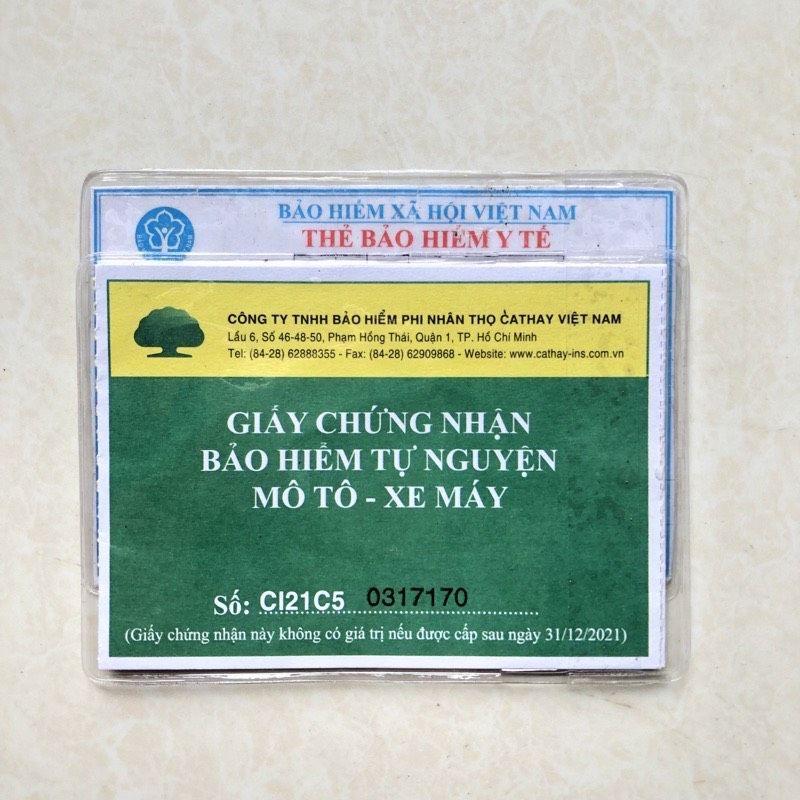 BẢO HIỂM XÃ HỘI VIỆT NAM
THẺ BẢO HIỂM Y TẾ
CÔNG TY TNHH BẢO HIỂM PHI NHÂN THỌ CATHAY VIỆT NAM
Lầu 6, Số 46-48-50, Phạm Hồng Thái, Quận 1, TP. Hồ Chí Minh
Tel: (84-28) 62888355 - Fax: (84-28) 62909868 - Website: www.cathay-ins.com.vn
GIẤY CHỨNG NHẬN
BẢO HIỂM TỰ NGUYỆN
MÔ TÔ - XE MÁY
Số: CI21C5 0317170
(Giấy chứng nhận này không có giá trị nếu được cấp sau ngày 31/12/2021)